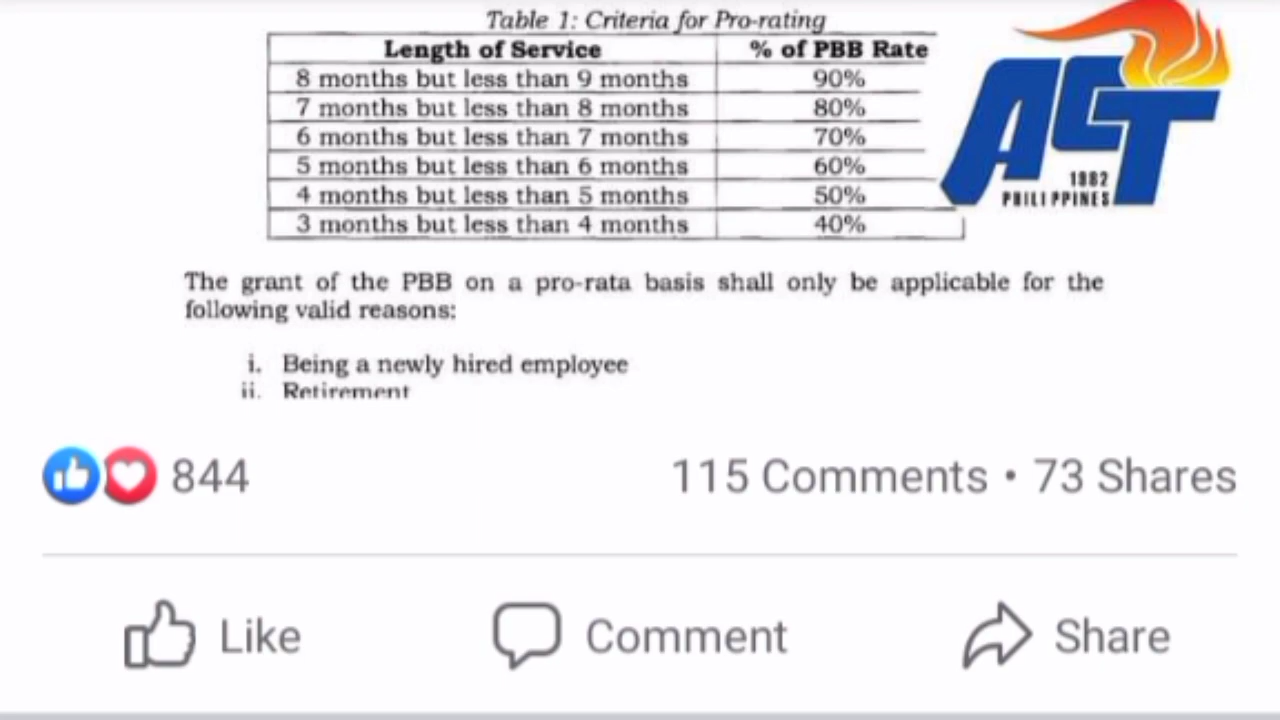 Table 1: Criteria for Pro-rating
Length of Service % of PBB Rate
8 months but less than 9 months 90%
7 months but less than 8 months 80%
6 months but less than 7 months 70%
5 months but less than 6 months 60%
4 months but less than 5 months 50%
3 months but less than 4 months 40%
ACT
1982
PHILIPPINES
The grant of the PBB on a pro-rata basis shall only be applicable for the
following valid reasons:
i. Being a newly hired employee
ii. Retirement
844 115 Comments • 73 Shares
Like Comment Share